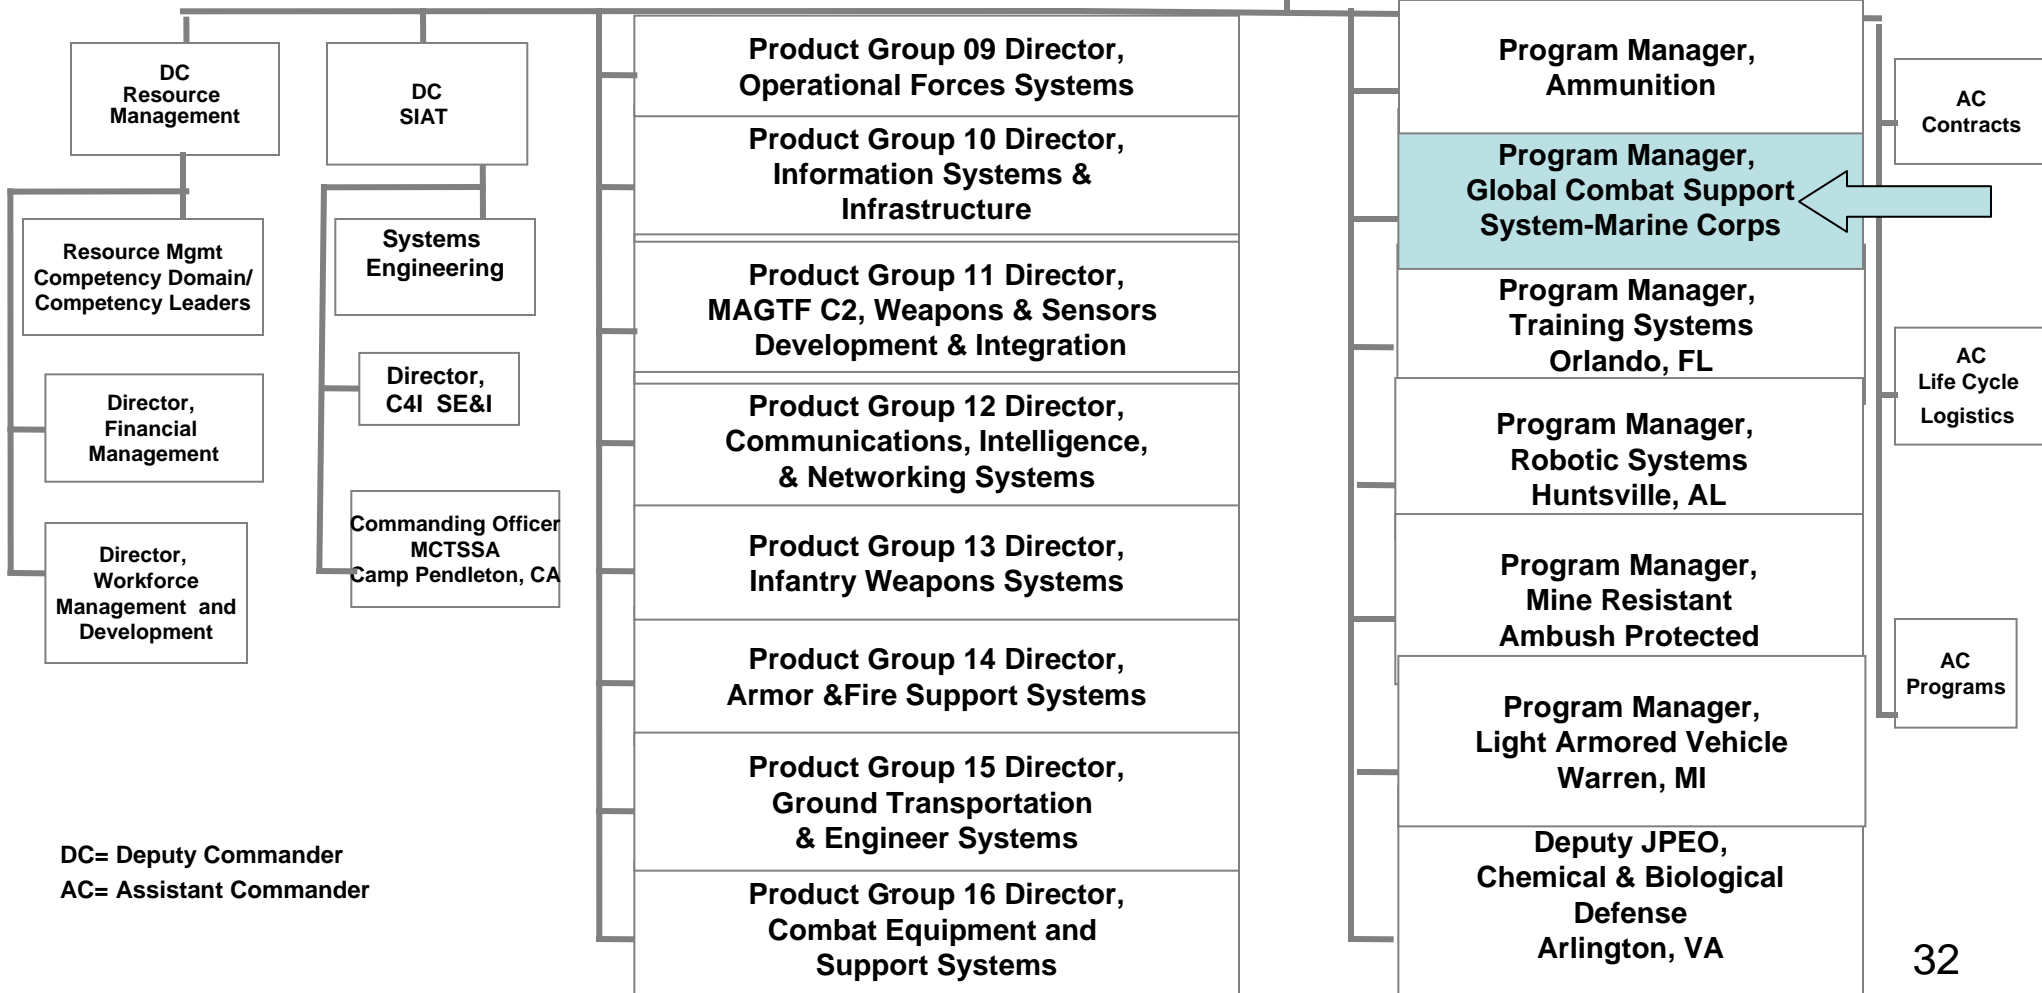 DC
Resource
Management
Resource Mgmt
Competency Domain/
Competency Leaders
Director,
Financial
Management
Director,
Workforce
Management and
Development
DC
SIAT
Systems
Engineering
Director,
C4I SE&I
Commanding Officer
MCTSSA
Camp Pendleton, CA
Product Group 09 Director,
Operational Forces Systems
Product Group 10 Director,
Information Systems &
Infrastructure
Product Group 11 Director,
MAGTF C2, Weapons & Sensors
Development & Integration
Product Group 12 Director,
Communications, Intelligence,
& Networking Systems
Product Group 13 Director,
Infantry Weapons Systems
Product Group 14 Director,
Armor &Fire Support Systems
Product Group 15 Director,
Ground Transportation
& Engineer Systems
Product Group 16 Director,
Combat Equipment and
Support Systems
Program Manager,
Ammunition
Program Manager,
Global Combat Support
System-Marine Corps
Program Manager,
Training Systems
Orlando, FL
Program Manager,
Robotic Systems
Huntsville, AL
Program Manager,
Mine Resistant
Ambush Protected
Program Manager,
Light Armored Vehicle
Warren, MI
Deputy JPEO,
Chemical & Biological
Defense
Arlington, VA
AC
Contracts
AC
Life Cycle
Logistics
AC
Programs
DC= Deputy Commander
AC= Assistant Commander
32